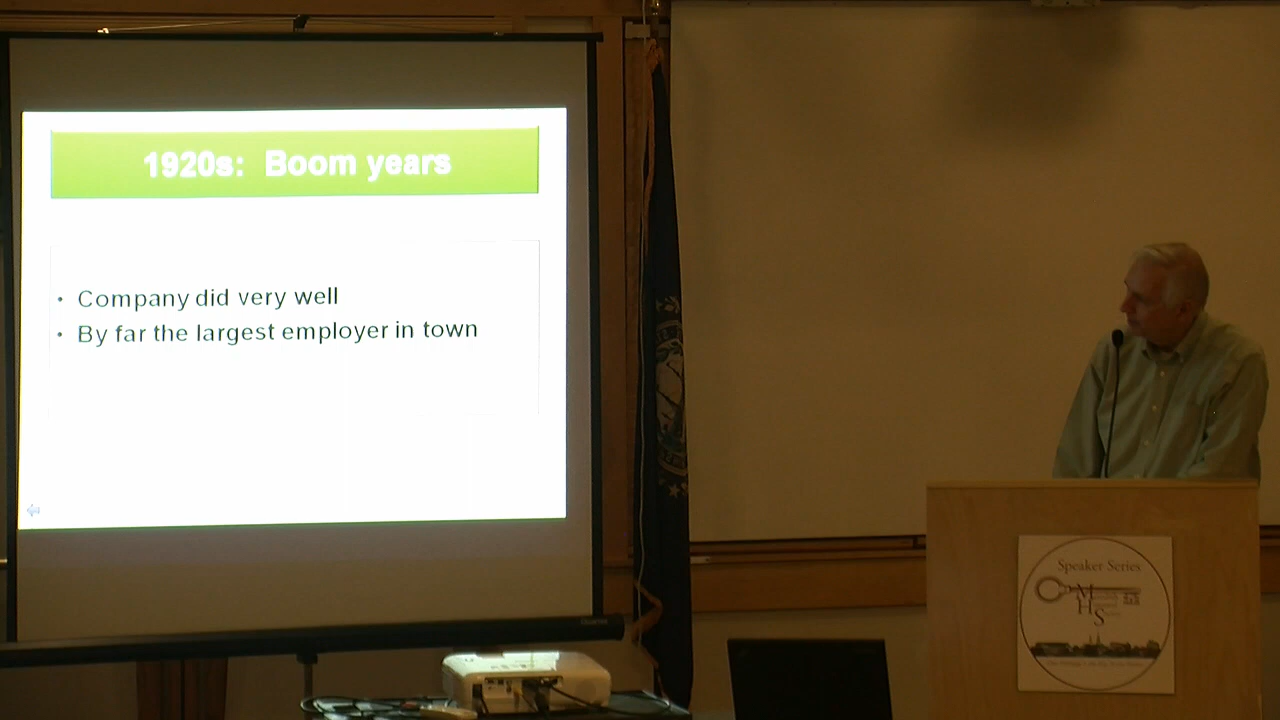 1920s: Boom years
• Company did very well
• By far the largest employer in town
Speaker Series
M
H
S